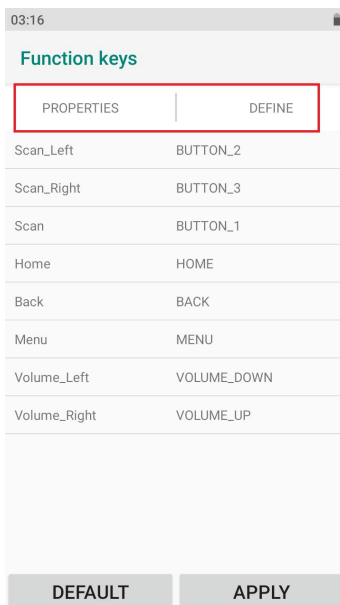 03:16
Function keys
PROPERTIES DEFINE
Scan_Left BUTTON_2
Scan_Right BUTTON_3
Scan BUTTON_1
Home HOME
Back BACK
Menu MENU
Volume_Left VOLUME_DOWN
Volume_Right VOLUME_UP
DEFAULT APPLY